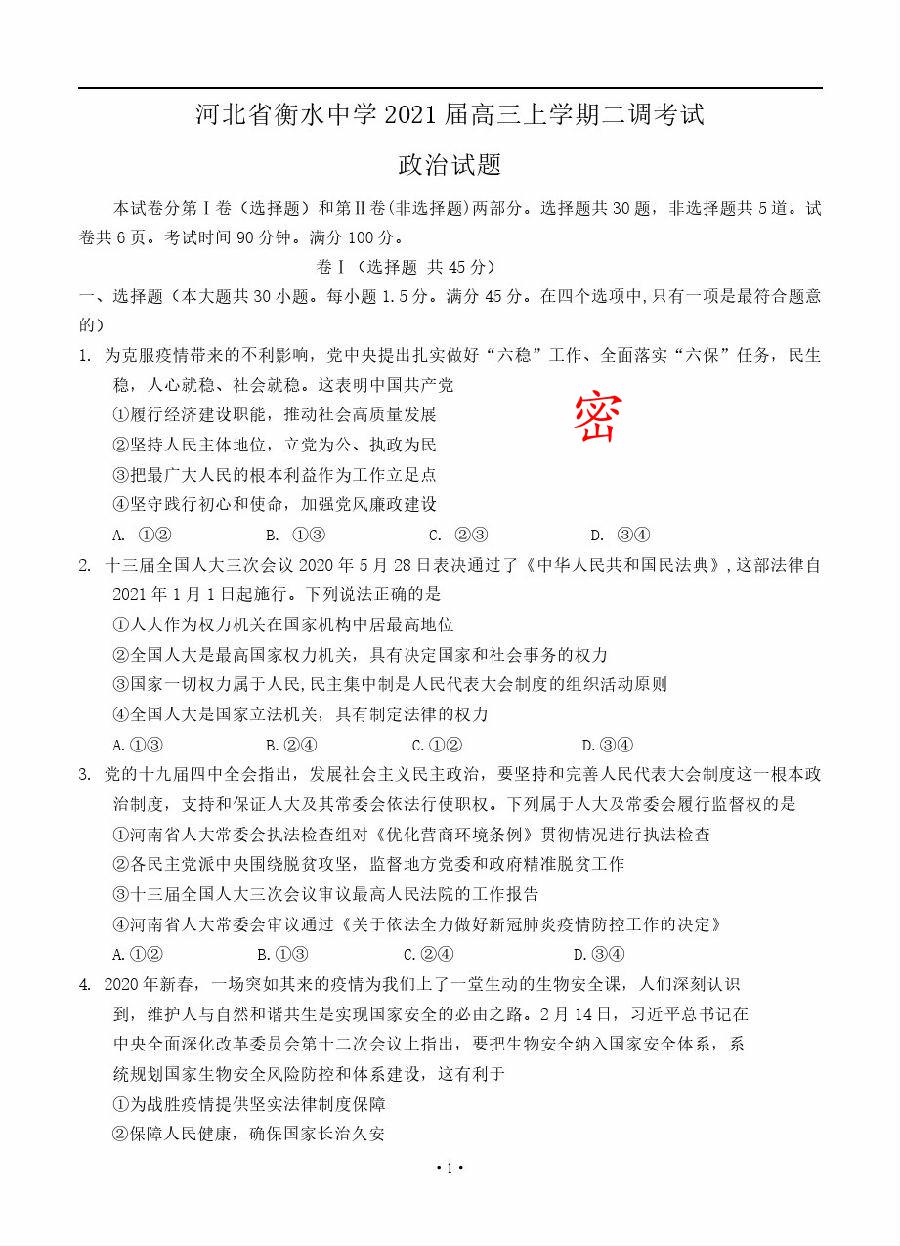 河北省衡水中学 2021 届高三上学期二调考试
政治试题
本试卷分第Ⅰ卷（选择题）和第Ⅱ卷(非选择题)两部分。选择题共 30 题，非选择题共 5 道。试
卷共 6 页。考试时间 90 分钟。满分 100 分。
卷Ⅰ（选择题 共 45 分）
一、选择题（本大题共 30 小题。每小题 1.5 分。满分 45 分。在四个选项中,只有一项是最符合题意
的）
1. 为克服疫情带来的不利影响，党中央提出扎实做好“六稳”工作、全面落实“六保”任务，民生
稳，人心就稳、社会就稳。这表明中国共产党
①履行经济建设职能，推动社会高质量发展
密
②坚持人民主体地位，立党为公、执政为民
③把最广大人民的根本利益作为工作立足点
④坚守践行初心和使命，加强党风廉政建设
A. ①② B. ①③ C. ②③ D. ③④
2. 十三届全国人大三次会议 2020 年 5 月 28 日表决通过了《中华人民共和国民法典》,这部法律自
2021 年 1 月 1 日起施行。下列说法正确的是
①人大作为权力机关在国家机构中居最高地位
②全国人大是最高国家权力机关，具有决定国家和社会事务的权力
③国家一切权力属于人民,民主集中制是人民代表大会制度的组织活动原则
④全国人大是国家立法机关，具有制定法律的权力
A.①③ B.②④ C.①② D.③④
3. 党的十九届四中全会指出，发展社会主义民主政治，要坚持和完善人民代表大会制度这一根本政
治制度，支持和保证人大及其常委会依法行使职权。下列属于人大及常委会履行监督权的是
①河南省人大常委会执法检查组对《优化营商环境条例》贯彻情况进行执法检查
②各民主党派中央围绕脱贫攻坚，监督地方党委和政府精准脱贫工作
③十三届全国人大三次会议审议最高人民法院的工作报告
④河南省人大常委会审议通过《关于依法全力做好新冠肺炎疫情防控工作的决定》
A.①② B.①③ C.②④ D.③④
4. 2020 年新春，一场突如其来的疫情为我们上了一堂生动的生物安全课，人们深刻认识
到，维护人与自然和谐共生是实现国家安全的必由之路。2 月 14 日，习近平总书记在
中央全面深化改革委员会第十二次会议上指出，要把生物安全纳入国家安全体系，系
统规划国家生物安全风险防控和体系建设，这有利于
①为战胜疫情提供坚实法律制度保障
②保障人民健康，确保国家长治久安
·1·